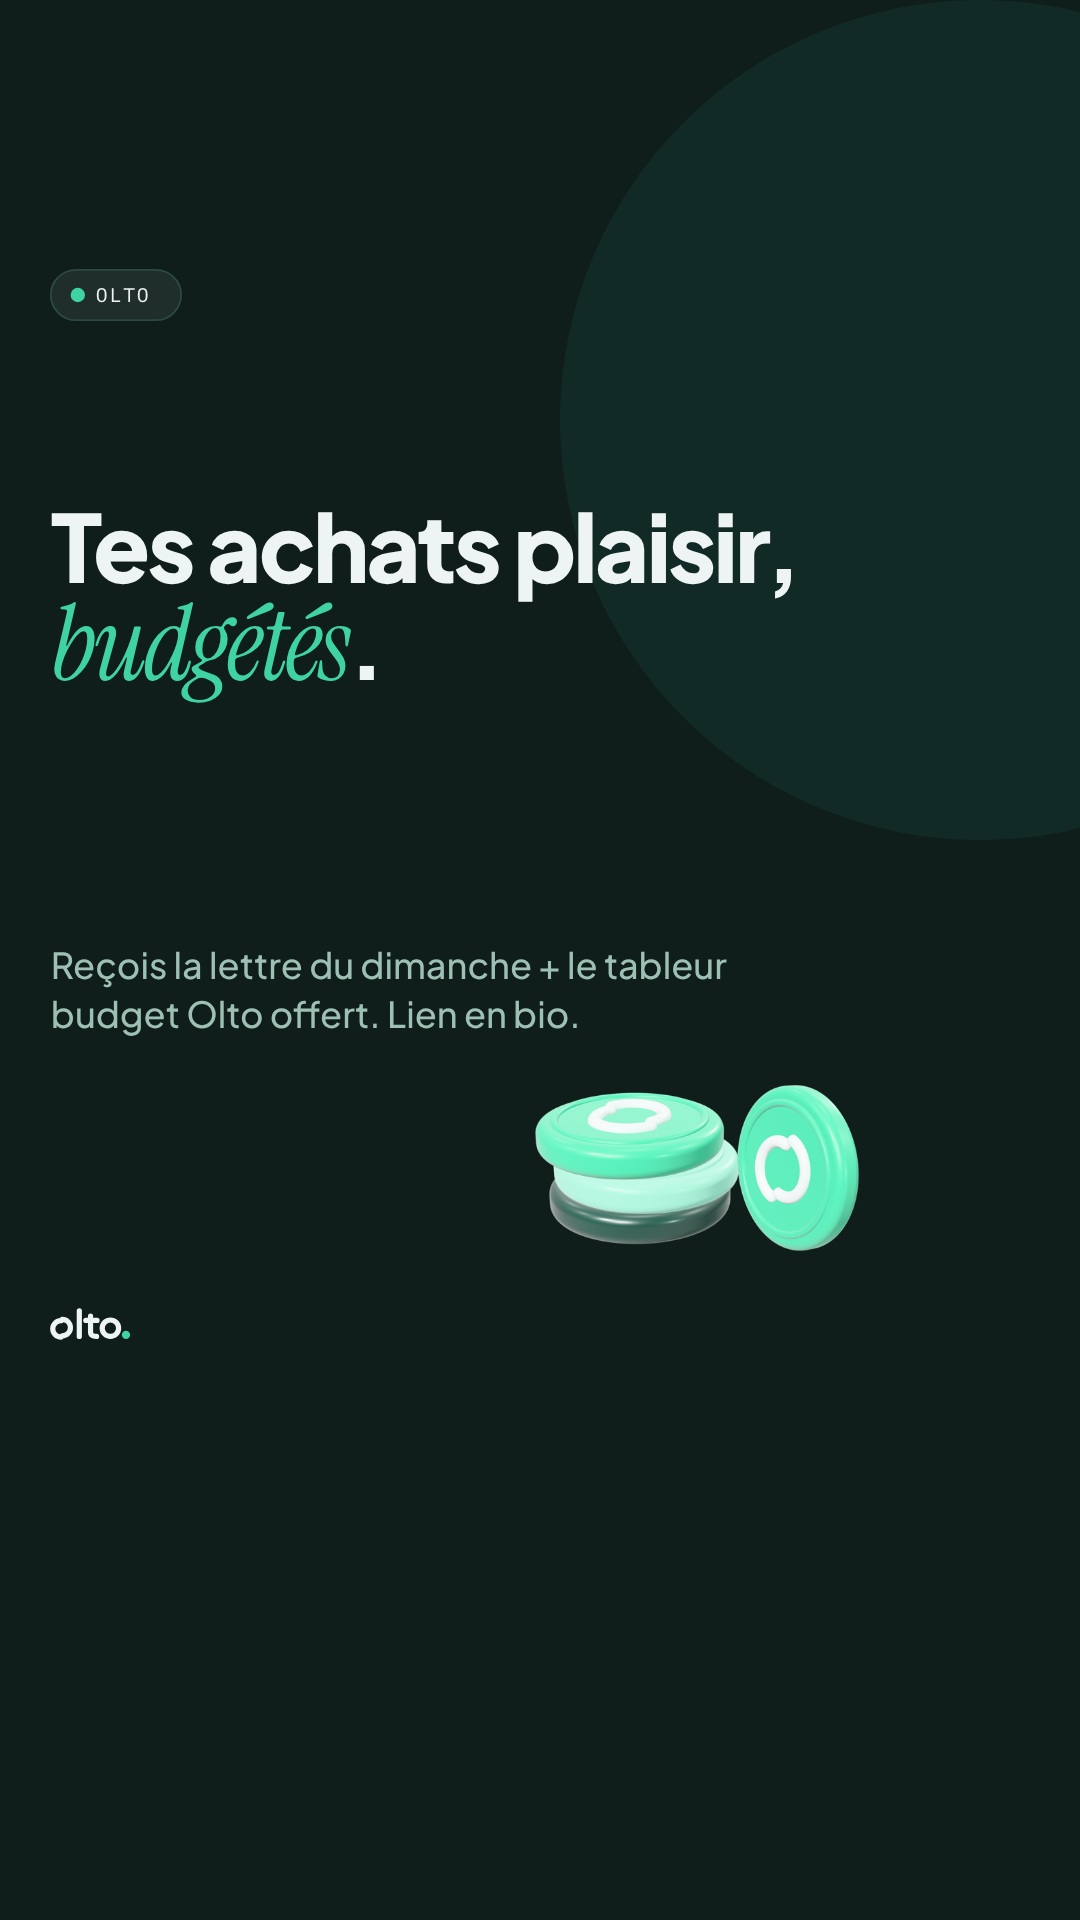 OLTO
Tes achats plaisir,
budgétés.
Reçois la lettre du dimanche + le tableur
budget Olto offert. Lien en bio.
olto.